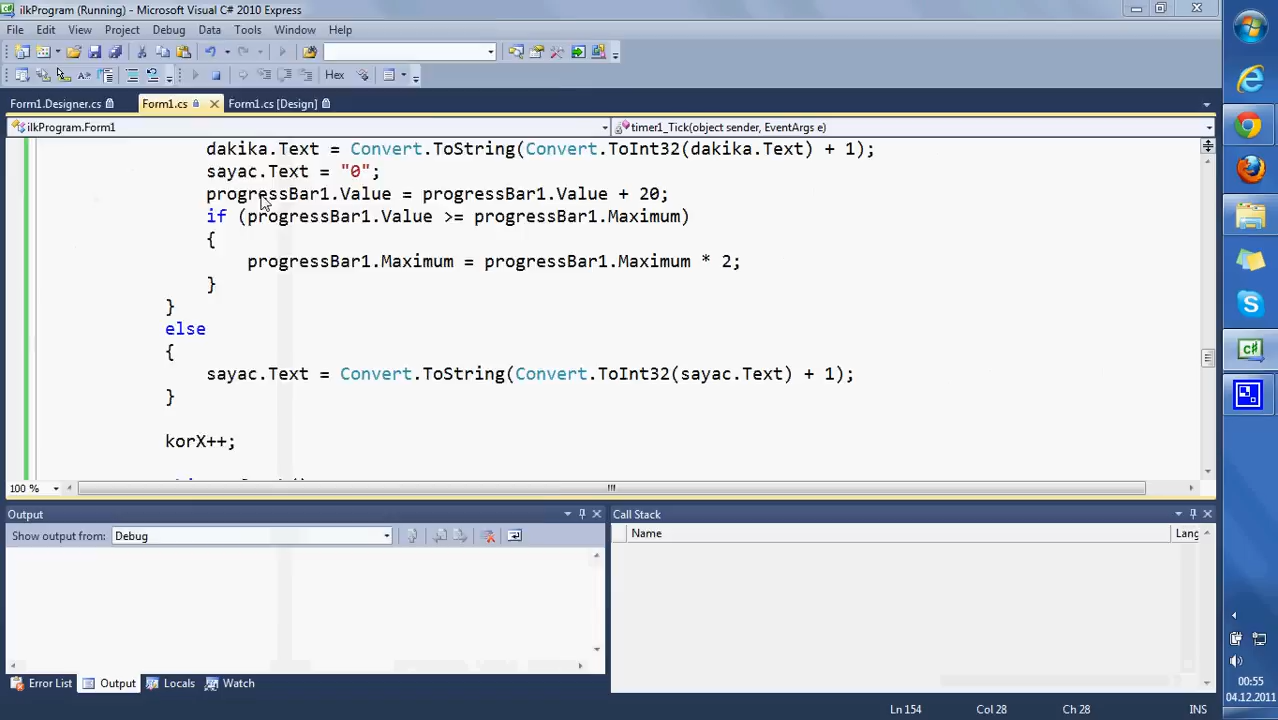 ilkProgram (Running) - Microsoft Visual C# 2010 Express
File Edit View Project Debug Data Tools Window Help
Hex
Form1.Designer.cs Form1.cs Form1.cs [Design]
ilkProgram.Form1 timer1_Tick(object sender, EventArgs e)
dakika.Text = Convert.ToString(Convert.ToInt32(dakika.Text) + 1);
sayac.Text = "0";
progressBar1.Value = progressBar1.Value + 20;
if (progressBar1.Value >= progressBar1.Maximum)
{
progressBar1.Maximum = progressBar1.Maximum * 2;
}
}
else
{
sayac.Text = Convert.ToString(Convert.ToInt32(sayac.Text) + 1);
}
korX++;
100 %
Output Call Stack
Show output from: Debug Name Lang
Error List Output Locals Watch
Ln 154 Col 28 Ch 28 INS
00:55
04.12.2011